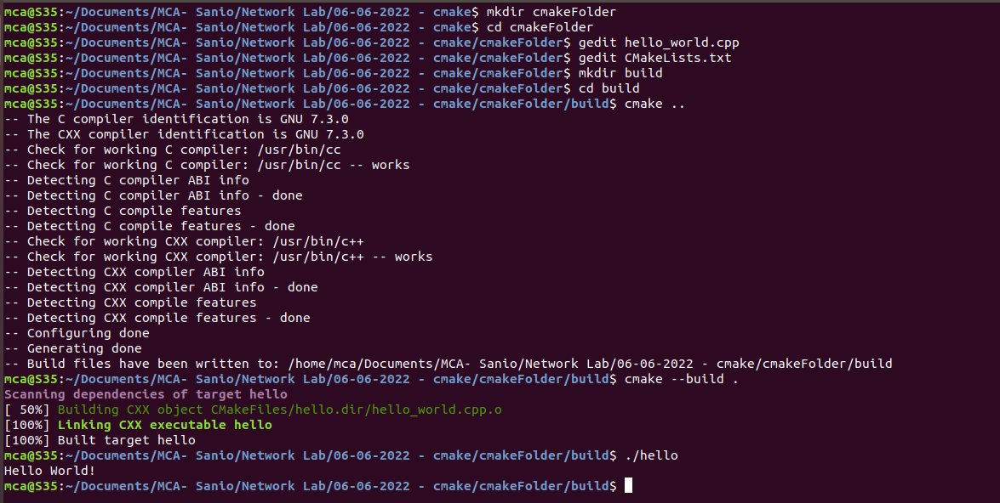 mca@S35:~/Documents/MCA- Sanio/Network Lab/06-06-2022 - cmake$ mkdir cmakeFolder
mca@S35:~/Documents/MCA- Sanio/Network Lab/06-06-2022 - cmake$ cd cmakeFolder
mca@S35:~/Documents/MCA- Sanio/Network Lab/06-06-2022 - cmake/cmakeFolder$ gedit hello_world.cpp
mca@S35:~/Documents/MCA- Sanio/Network Lab/06-06-2022 - cmake/cmakeFolder$ gedit CMakeLists.txt
mca@S35:~/Documents/MCA- Sanio/Network Lab/06-06-2022 - cmake/cmakeFolder$ mkdir build
mca@S35:~/Documents/MCA- Sanio/Network Lab/06-06-2022 - cmake/cmakeFolder$ cd build
mca@S35:~/Documents/MCA- Sanio/Network Lab/06-06-2022 - cmake/cmakeFolder/build$ cmake ..
-- The C compiler identification is GNU 7.3.0
-- The CXX compiler identification is GNU 7.3.0
-- Check for working C compiler: /usr/bin/cc
-- Check for working C compiler: /usr/bin/cc -- works
-- Detecting C compiler ABI info
-- Detecting C compiler ABI info - done
-- Detecting C compile features
-- Detecting C compile features - done
-- Check for working CXX compiler: /usr/bin/c++
-- Check for working CXX compiler: /usr/bin/c++ -- works
-- Detecting CXX compiler ABI info
-- Detecting CXX compiler ABI info - done
-- Detecting CXX compile features
-- Detecting CXX compile features - done
-- Configuring done
-- Generating done
-- Build files have been written to: /home/mca/Documents/MCA- Sanio/Network Lab/06-06-2022 - cmake/cmakeFolder/build
mca@S35:~/Documents/MCA- Sanio/Network Lab/06-06-2022 - cmake/cmakeFolder/build$ cmake --build .
Scanning dependencies of target hello
[ 50%] Building CXX object CMakeFiles/hello.dir/hello_world.cpp.o
[100%] Linking CXX executable hello
[100%] Built target hello
mca@S35:~/Documents/MCA- Sanio/Network Lab/06-06-2022 - cmake/cmakeFolder/build$ ./hello
Hello World!
mca@S35:~/Documents/MCA- Sanio/Network Lab/06-06-2022 - cmake/cmakeFolder/build$